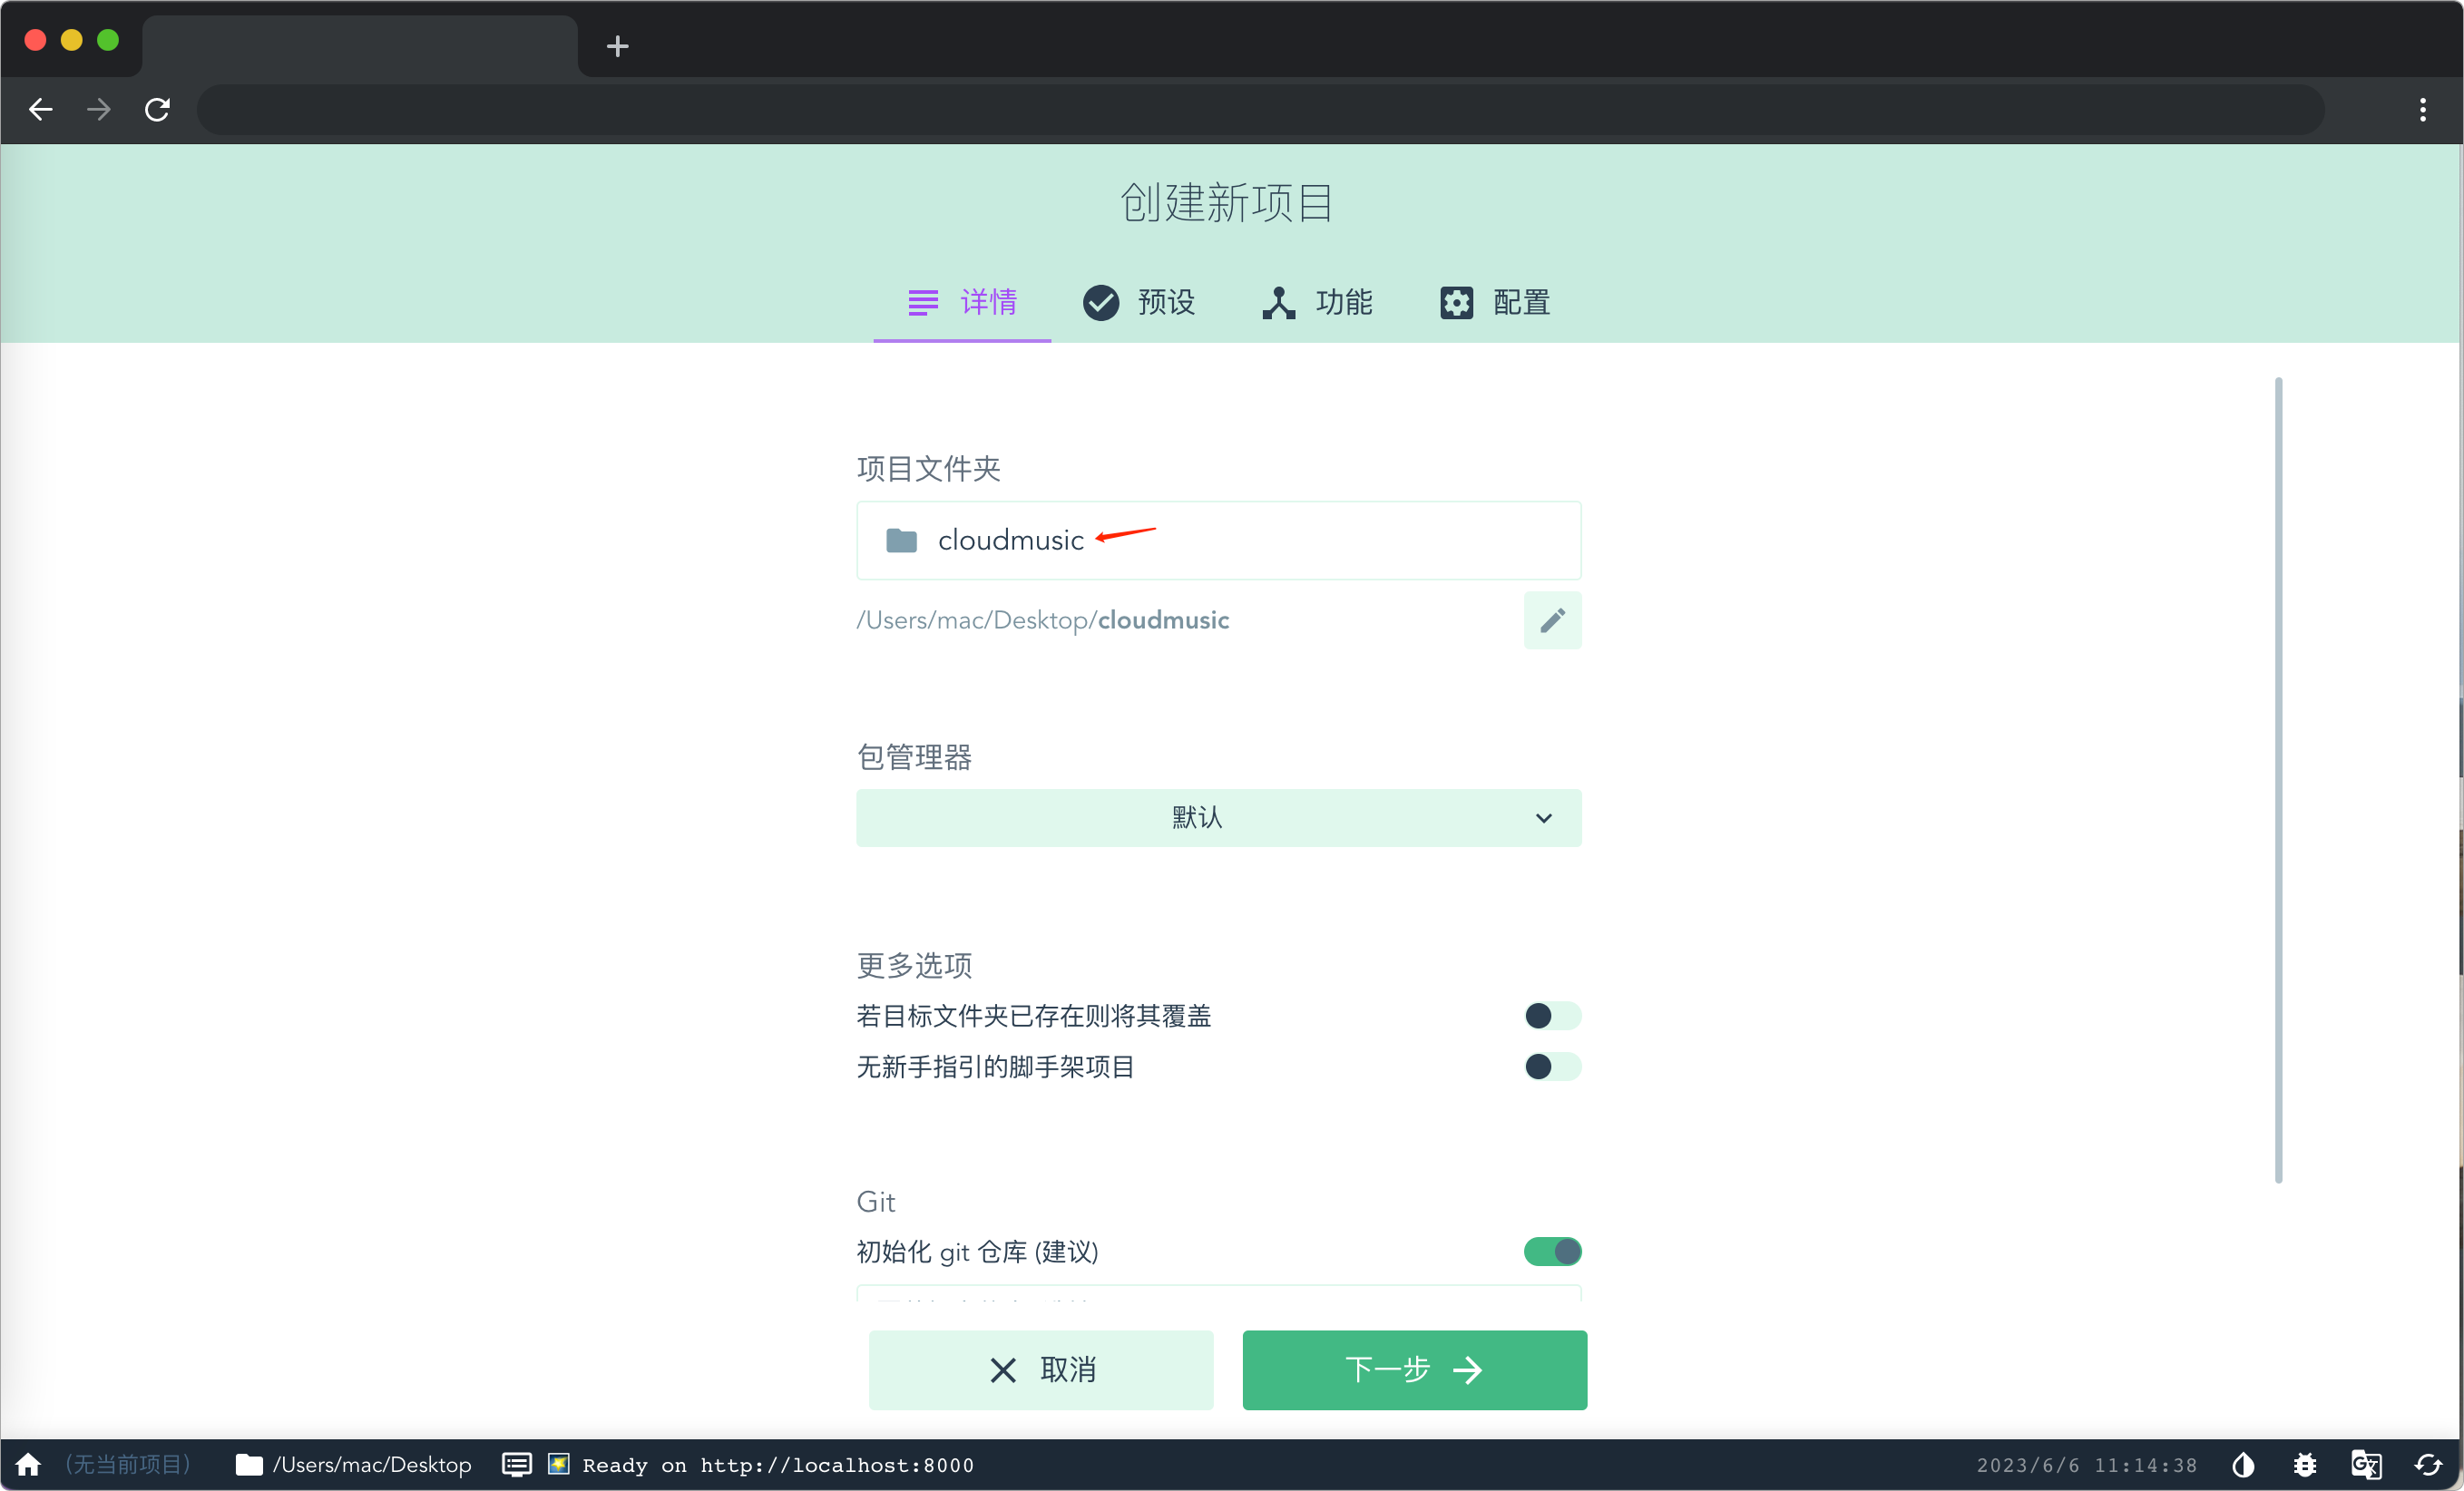 创建新项目
详情 预设 功能 配置
项目文件夹
cloudmusic
/Users/mac/Desktop/cloudmusic
包管理器
默认
更多选项
若目标文件夹已存在则将其覆盖
无新手指引的脚手架项目
Git
初始化 git 仓库 (建议)
取消 下一步
(无当前项目) /Users/mac/Desktop Ready on http://localhost:8000 2023/6/6 11:14:38